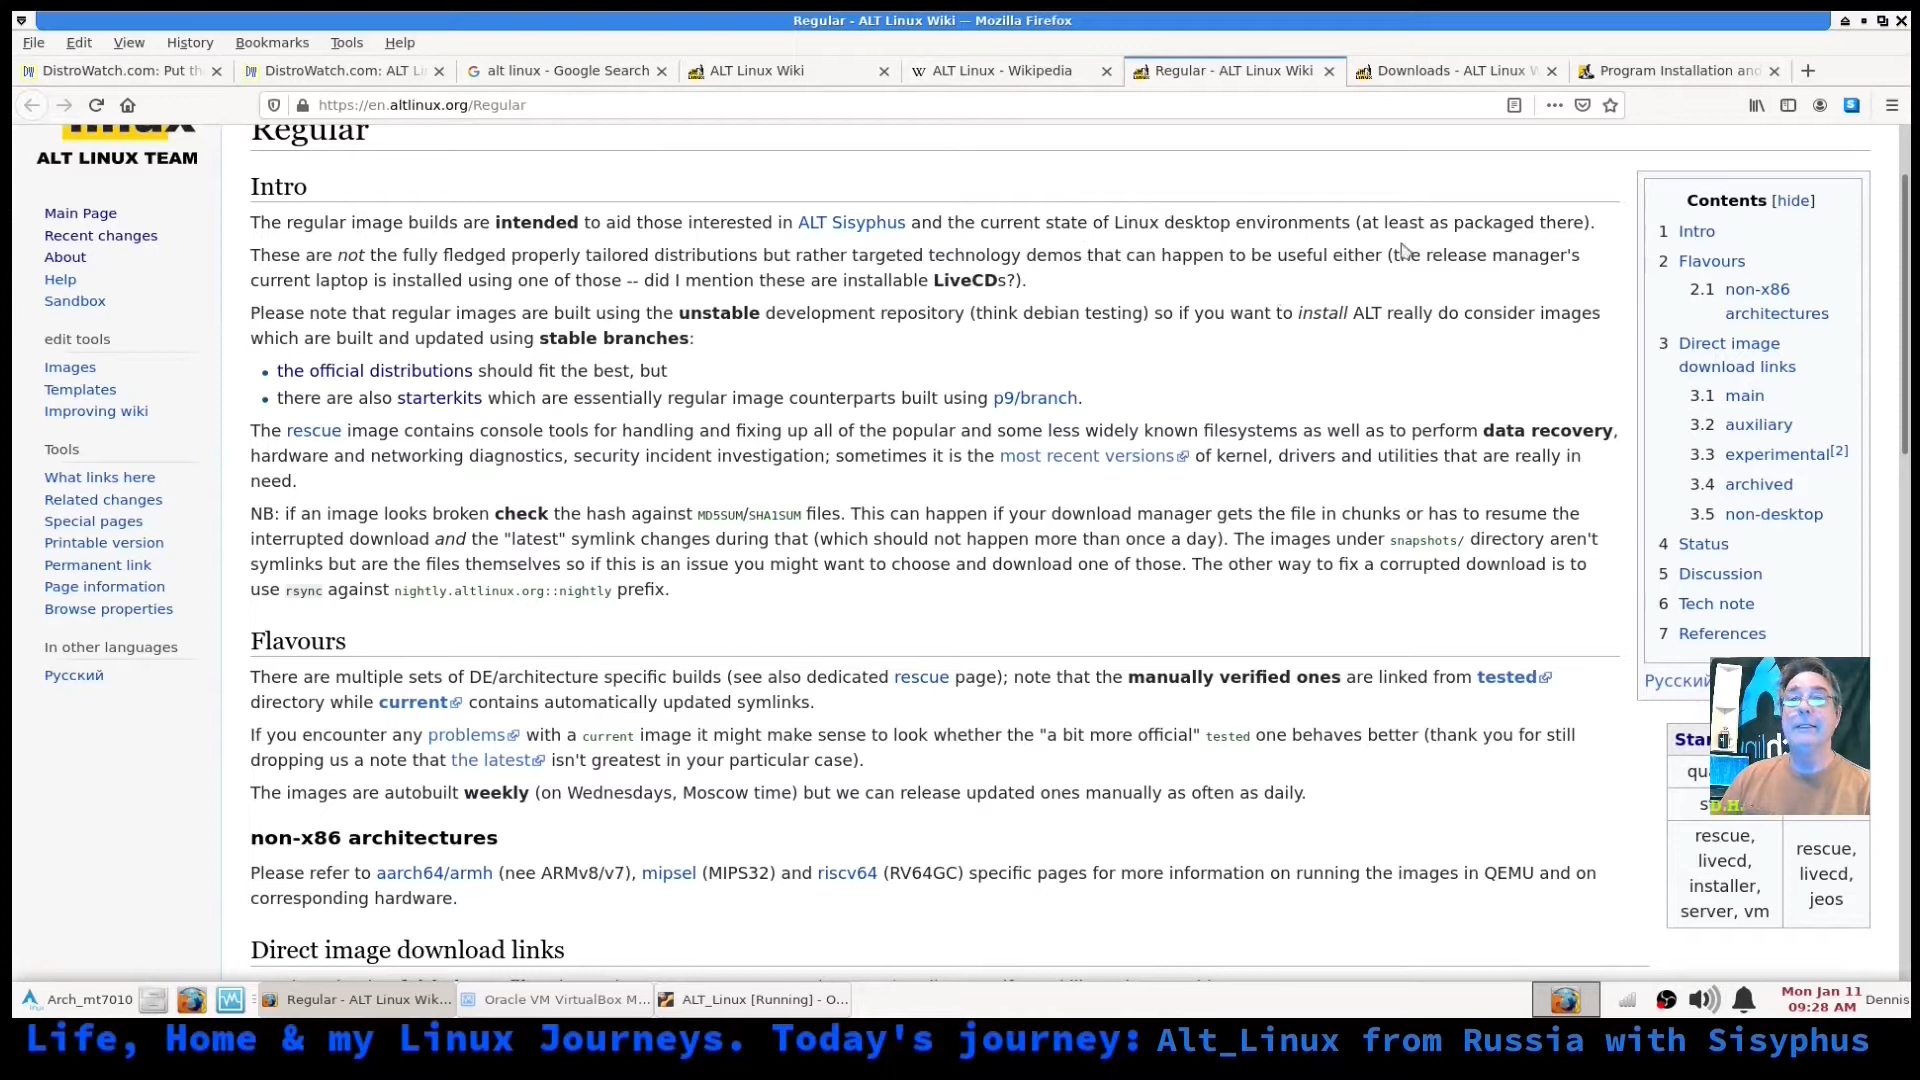 Regular - ALT Linux Wiki — Mozilla Firefox
File Edit View History Bookmarks Tools Help
DistroWatch.com: Put th DistroWatch.com: ALT Li alt linux - Google Search ALT Linux Wiki ALT Linux - Wikipedia Regular - ALT Linux Wiki Downloads - ALT Linux W Program Installation and
https://en.altlinux.org/Regular
ALT LINUX TEAM
Main Page
Recent changes
About
Help
Sandbox
edit tools
Images
Templates
Improving wiki
Tools
What links here
Related changes
Special pages
Printable version
Permanent link
Page information
Browse properties
In other languages
Русский
Regular
Intro
The regular image builds are intended to aid those interested in ALT Sisyphus and the current state of Linux desktop environments (at least as packaged there).
These are not the fully fledged properly tailored distributions but rather targeted technology demos that can happen to be useful either (the release manager's
current laptop is installed using one of those -- did I mention these are installable LiveCDs?).
Please note that regular images are built using the unstable development repository (think debian testing) so if you want to install ALT really do consider images
which are built and updated using stable branches:
• the official distributions should fit the best, but
• there are also starterkits which are essentially regular image counterparts built using p9/branch.
The rescue image contains console tools for handling and fixing up all of the popular and some less widely known filesystems as well as to perform data recovery,
hardware and networking diagnostics, security incident investigation; sometimes it is the most recent versions of kernel, drivers and utilities that are really in
need.
NB: if an image looks broken check the hash against MD5SUM/SHA1SUM files. This can happen if your download manager gets the file in chunks or has to resume the
interrupted download and the "latest" symlink changes during that (which should not happen more than once a day). The images under snapshots/ directory aren't
symlinks but are the files themselves so if this is an issue you might want to choose and download one of those. The other way to fix a corrupted download is to
use rsync against nightly.altlinux.org::nightly prefix.
Flavours
There are multiple sets of DE/architecture specific builds (see also dedicated rescue page); note that the manually verified ones are linked from tested
directory while current contains automatically updated symlinks.
If you encounter any problems with a current image it might make sense to look whether the "a bit more official" tested one behaves better (thank you for still
dropping us a note that the latest isn't greatest in your particular case).
The images are autobuilt weekly (on Wednesdays, Moscow time) but we can release updated ones manually as often as daily.
non-x86 architectures
Please refer to aarch64/armh (nee ARMv8/v7), mipsel (MIPS32) and riscv64 (RV64GC) specific pages for more information on running the images in QEMU and on
corresponding hardware.
Direct image download links
Contents [hide]
1 Intro
2 Flavours
2.1 non-x86
architectures
3 Direct image
download links
3.1 main
3.2 auxiliary
3.3 experimental[2]
3.4 archived
3.5 non-desktop
4 Status
5 Discussion
6 Tech note
7 References
Русский
Star
qu
s
D.H.
rescue,
livecd,
installer,
server, vm
rescue,
livecd,
jeos
Arch_mt7010 Regular - ALT Linux Wik... Oracle VM VirtualBox M... ALT_Linux [Running] - O...
Mon Jan 11
09:28 AM
Dennis
Life, Home & my Linux Journeys. Today's journey: Alt_Linux from Russia with Sisyphus